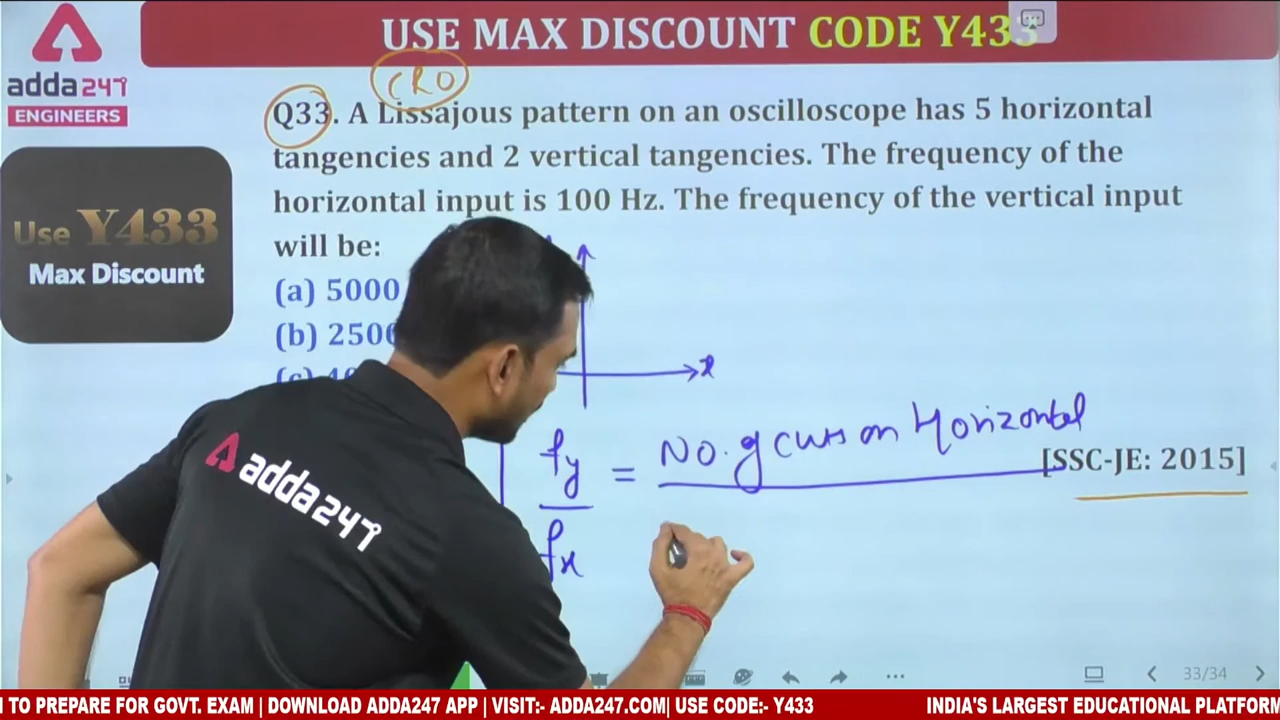 USE MAX DISCOUNT CODE Y433
adda247
ENGINEERS
CRO
Q33. A Lissajous pattern on an oscilloscope has 5 horizontal
tangencies and 2 vertical tangencies. The frequency of the
horizontal input is 100 Hz. The frequency of the vertical input
will be:
Use Y433
Max Discount
(a) 5000
(b) 2500
(c)
x
fy
= No. of cuts on Horizontal
fx
[SSC-JE: 2015]
adda247
33/34
TO PREPARE FOR GOVT. EXAM | DOWNLOAD ADDA247 APP | VISIT:- ADDA247.COM| USE CODE:- Y433
INDIA'S LARGEST EDUCATIONAL PLATFORM